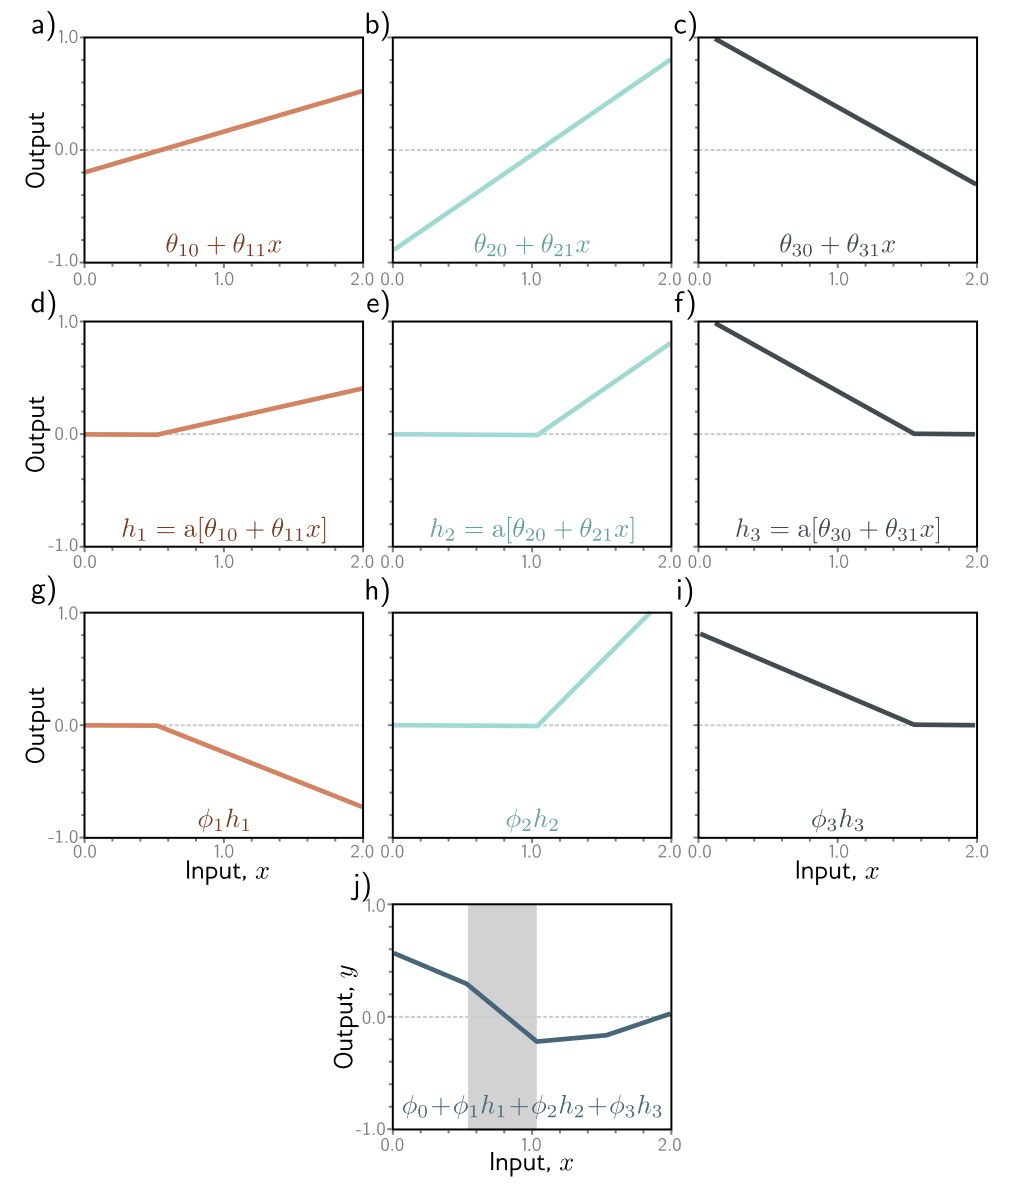 a) b) c)
1.0
Output
0.0
θ₁₀ + θ₁₁x θ₂₀ + θ₂₁x θ₃₀ + θ₃₁x
-1.0
0.0 1.0 2.0 0.0 1.0 2.0 0.0 1.0 2.0
d) e) f)
1.0
Output
0.0
h₁ = a[θ₁₀ + θ₁₁x] h₂ = a[θ₂₀ + θ₂₁x] h₃ = a[θ₃₀ + θ₃₁x]
-1.0
0.0 1.0 2.0 0.0 1.0 2.0 0.0 1.0 2.0
g) h) i)
1.0
Output
0.0
ϕ₁h₁ ϕ₂h₂ ϕ₃h₃
-1.0
0.0 1.0 2.0 0.0 1.0 2.0 0.0 1.0 2.0
Input, x Input, x
j)
1.0
Output, y
0.0
ϕ₀+ϕ₁h₁+ϕ₂h₂+ϕ₃h₃
-1.0
0.0 1.0 2.0
Input, x